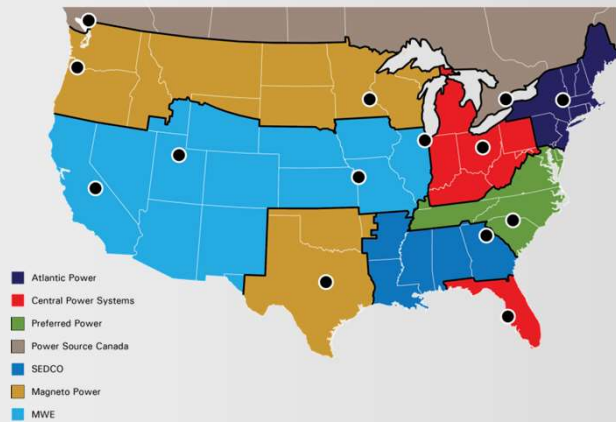 Atlantic Power
Central Power Systems
Preferred Power
Power Source Canada
SEDCO
Magneto Power
MWE